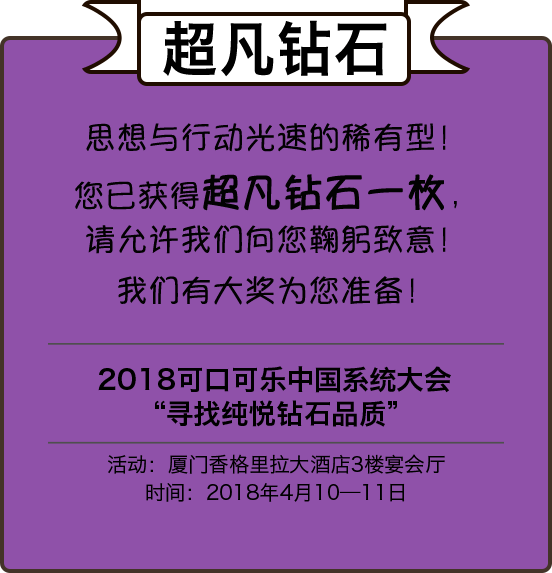 超凡钻石
思想与行动光速的稀有型！
您已获得超凡钻石一枚，
请允许我们向您鞠躬致意！
我们有大奖为您准备！
2018可口可乐中国系统大会
“寻找纯悦钻石品质”
活动：厦门香格里拉大酒店3楼宴会厅
时间：2018年4月10—11日